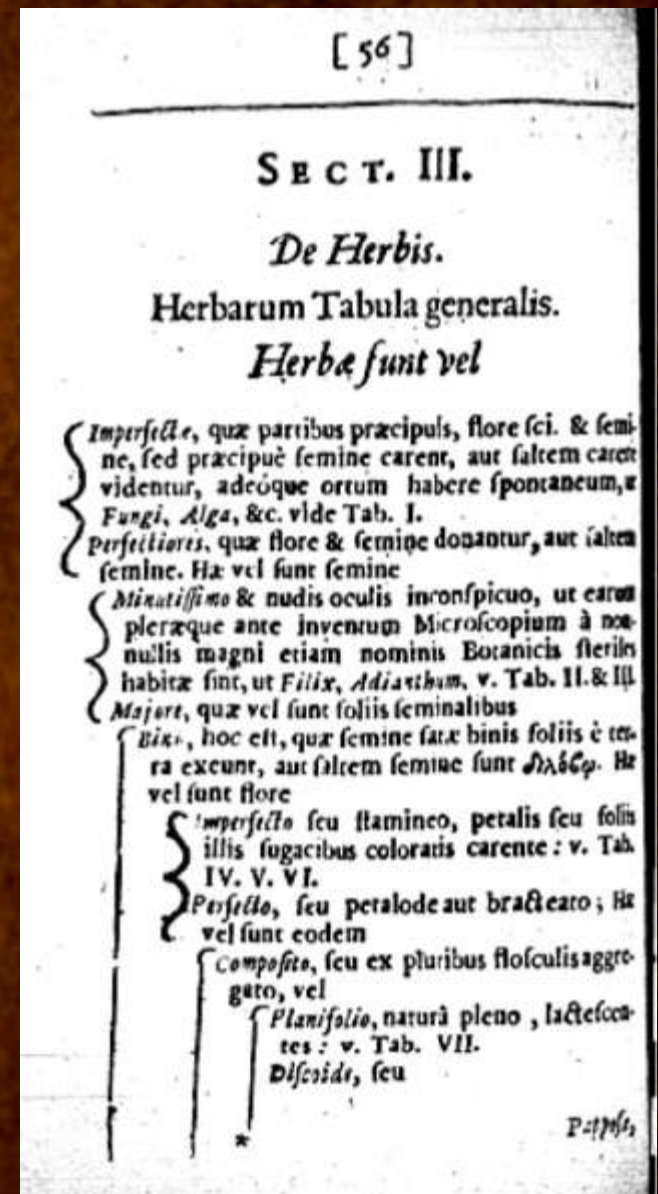 [ 56 ]
SECT. III.
De Herbis.
Herbarum Tabula generalis.
Herbæ ſunt vel
Imperfectæ, quæ partibus præcipuis, flore ſci. & ſemi-
ne, ſed præcipuè ſemine carent, aut ſaltem carere
videntur, adeóque ortum habere ſpontaneum, ut
Fungi, Alga, &c. vide Tab. I.
Perfectiores, quæ flore & ſemine donantur, aut ſaltem
ſemine. Hæ vel ſunt ſemine
Minutiſſimo & nudis oculis inconſpicuo, ut earum
pleræque ante inventum Microſcopium à non-
nullis magni etiam nominis Botanicis ſteriles
habitæ ſint, ut Filix, Adianthum, v. Tab. II. & III.
Majore, quæ vel ſunt foliis ſeminalibus
Binis, hoc eſt, quæ ſemine ſatæ binis foliis è ter-
ra exeunt, aut ſaltem ſemine ſunt Hæ
vel ſunt flore
Imperfecto ſeu ſtamineo, petalis ſeu foliis
illis fugacibus coloratis carente : v. Tab.
IV. V. VI.
Perfecto, ſeu petalode aut bracteato ; Hæ
vel ſunt eodem
Compoſito, ſeu ex pluribus floſculis aggre-
gato, vel
Planifolio, naturâ pleno , lacteſcen-
tes : v. Tab. VII.
Diſcoide, ſeu
*
Pappoſe,